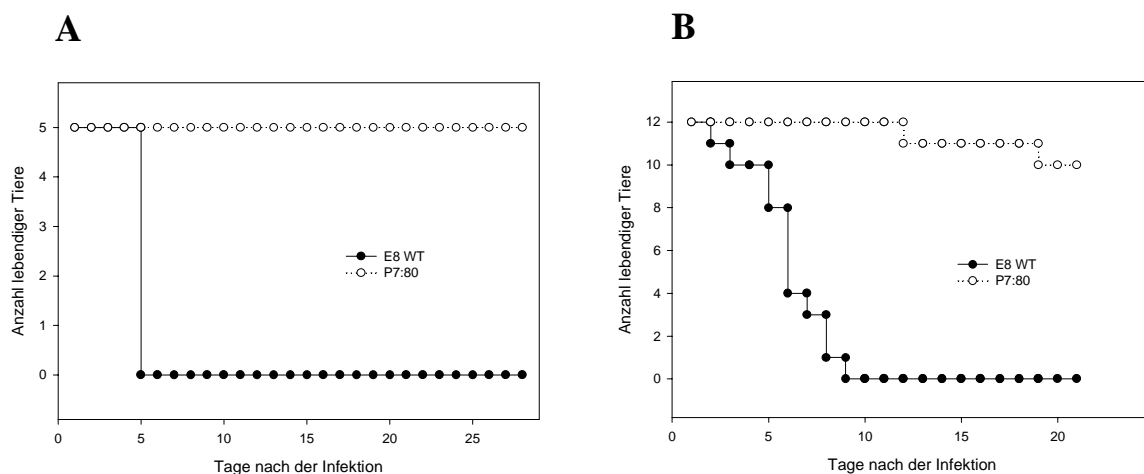 A
Anzahl lebendiger Tiere
5
4
3
2
1
0
E8 WT
P7:80
0 5 10 15 20 25
Tage nach der Infektion
B
Anzahl lebendiger Tiere
12
10
8
6
4
2
0
E8 WT
P7:80
0 5 10 15 20
Tage nach der Infektion